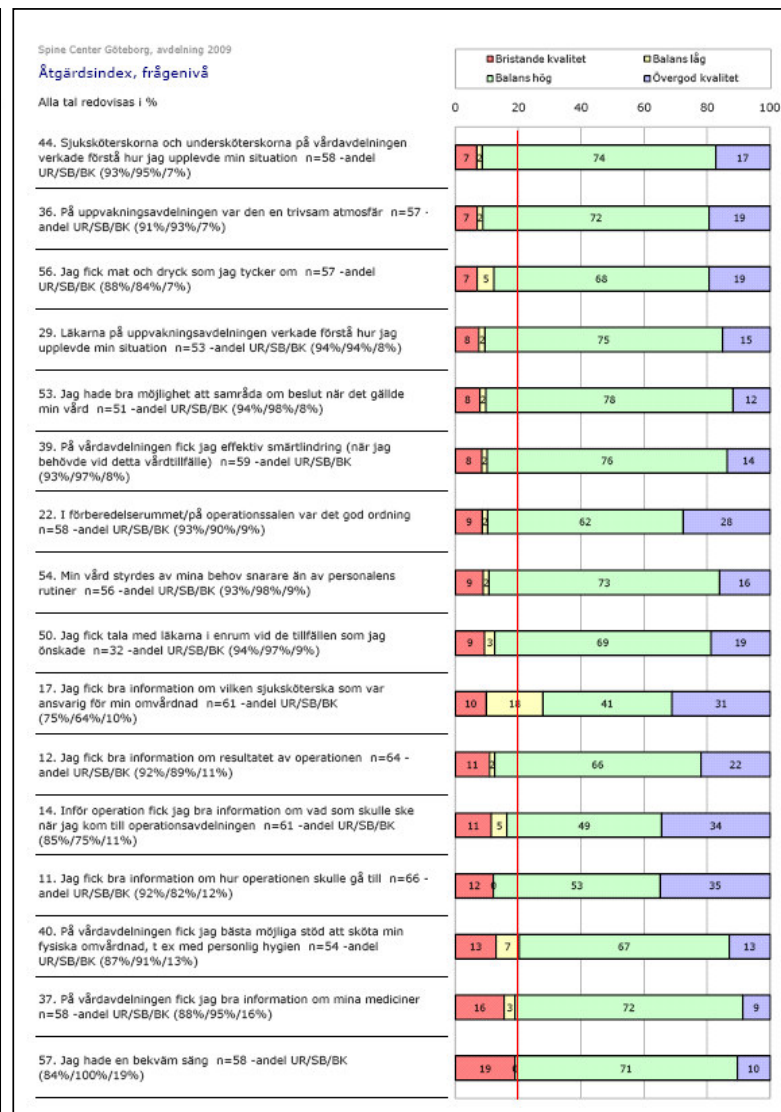 Spine Center Göteborg, avdelning 2009
Åtgärdsindex, frågenivå
Alla tal redovisas i %
Bristande kvalitet
Balans låg
Balans hög
Övergod kvalitet
0 20 40 60 80 100
44. Sjuksköterskorna och undersköterskorna på vårdavdelningen
verkade förstå hur jag upplevde min situation n=58 -andel
UR/SB/BK (93%/95%/7%)
7 2 74 17
36. På uppvakningsavdelningen var den en trivsam atmosfär n=57 -
andel UR/SB/BK (91%/93%/7%)
7 2 72 19
56. Jag fick mat och dryck som jag tycker om n=57 -andel
UR/SB/BK (88%/84%/7%)
7 5 68 19
29. Läkarna på uppvakningsavdelningen verkade förstå hur jag
upplevde min situation n=53 -andel UR/SB/BK (94%/94%/8%)
8 2 75 15
53. Jag hade bra möjlighet att samråda om beslut när det gällde
min vård n=51 -andel UR/SB/BK (94%/98%/8%)
8 2 78 12
39. På vårdavdelningen fick jag effektiv smärtlindring (när jag
behövde vid detta vårdtillfälle) n=59 -andel UR/SB/BK
(93%/97%/8%)
8 2 76 14
22. I förberedelserummet/på operationssalen var det god ordning
n=58 -andel UR/SB/BK (93%/90%/9%)
9 2 62 28
54. Min vård styrdes av mina behov snarare än av personalens
rutiner n=56 -andel UR/SB/BK (93%/98%/9%)
9 2 73 16
50. Jag fick tala med läkarna i enrum vid de tillfällen som jag
önskade n=32 -andel UR/SB/BK (94%/97%/9%)
9 3 69 19
17. Jag fick bra information om vilken sjuksköterska som var
ansvarig för min omvårdnad n=61 -andel UR/SB/BK
(75%/64%/10%)
10 18 41 31
12. Jag fick bra information om resultatet av operationen n=64 -
andel UR/SB/BK (92%/89%/11%)
11 2 66 22
14. Inför operation fick jag bra information om vad som skulle ske
när jag kom till operationsavdelningen n=61 -andel UR/SB/BK
(85%/75%/11%)
11 5 49 34
11. Jag fick bra information om hur operationen skulle gå till n=66 -
andel UR/SB/BK (92%/82%/12%)
12 0 53 35
40. På vårdavdelningen fick jag bästa möjliga stöd att sköta min
fysiska omvårdnad, t ex med personlig hygien n=54 -andel
UR/SB/BK (87%/91%/13%)
13 7 67 13
37. På vårdavdelningen fick jag bra information om mina mediciner
n=58 -andel UR/SB/BK (88%/95%/16%)
16 3 72 9
57. Jag hade en bekväm säng n=58 -andel UR/SB/BK
(84%/100%/19%)
19 0 71 10